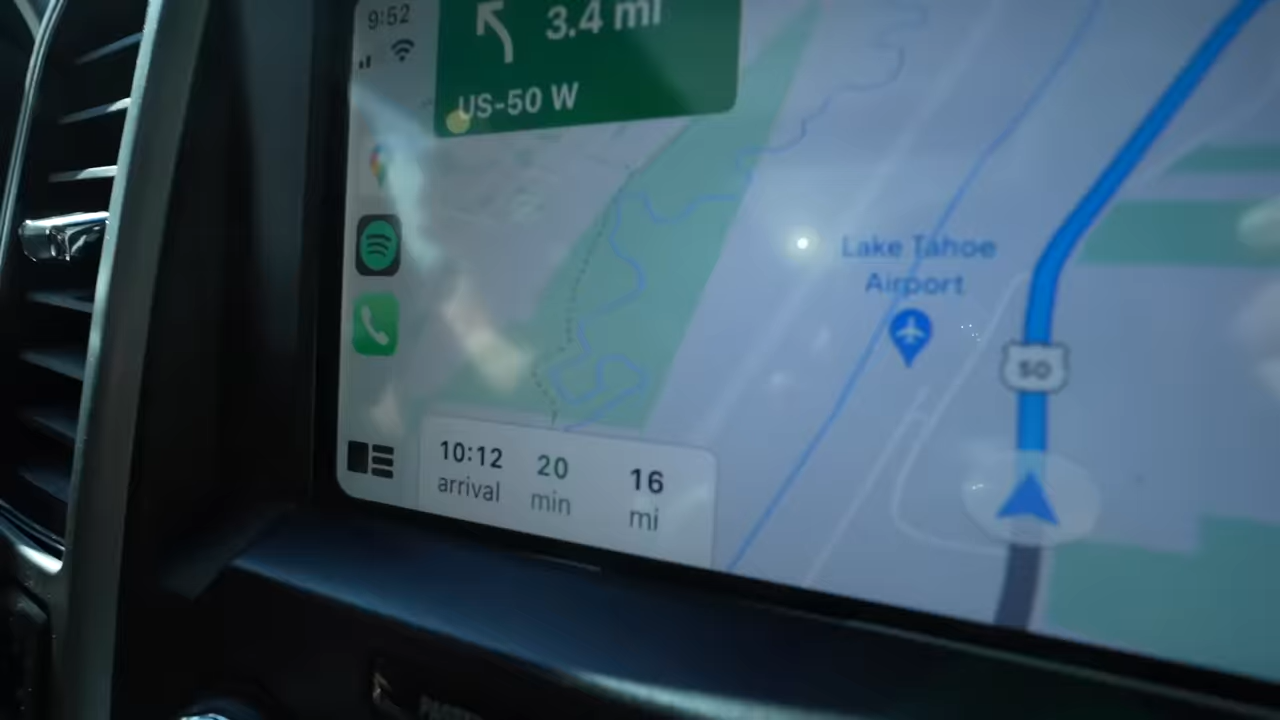 9:52
3.4 mi
US-50 W
Lake Tahoe
Airport
50
10:12
arrival
20
min
16
mi